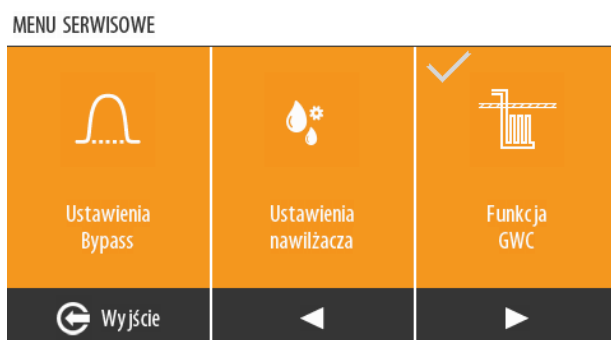 MENU SERWISOWE
Ustawienia
Bypass
Ustawienia
nawilżacza
Funkcja
GWC
Wyjście